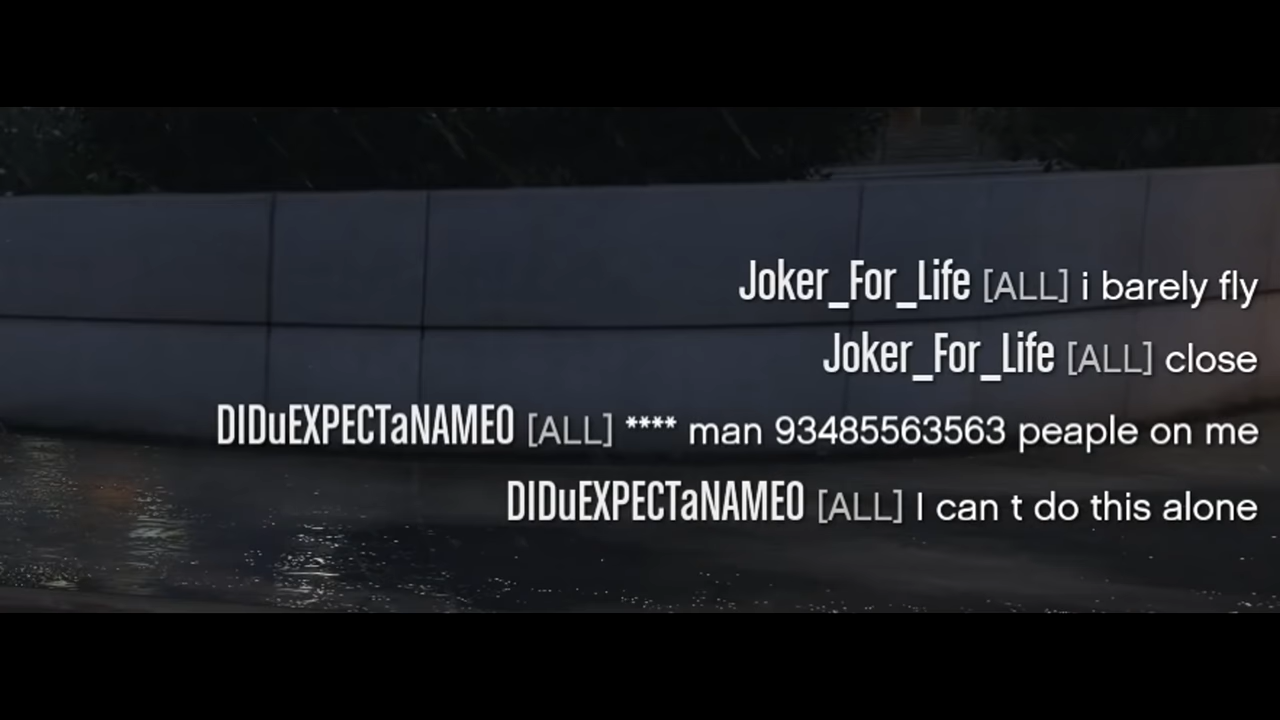 Joker_For_Life [ALL] i barely fly
Joker_For_Life [ALL] close
DIDuEXPECTaNAMEO [ALL] **** man 93485563563 peaple on me
DIDuEXPECTaNAMEO [ALL] I can t do this alone